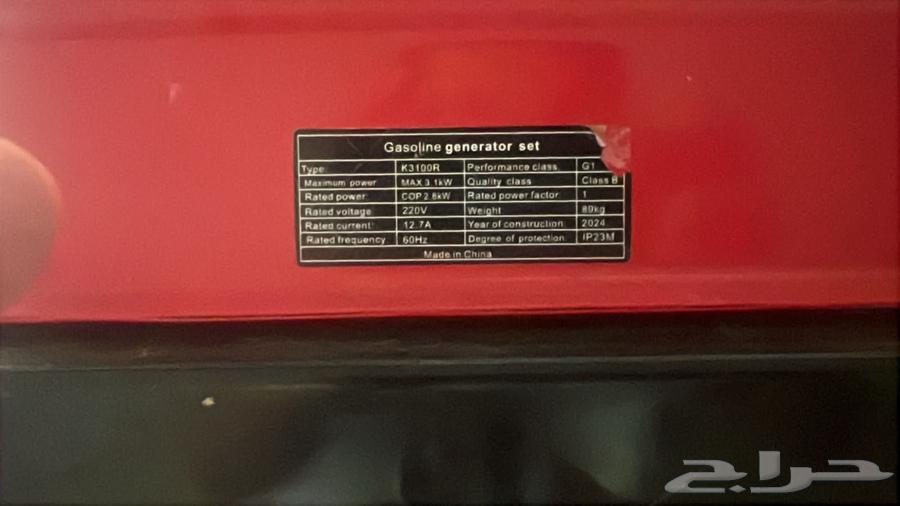 Gasoline generator set
Type: K3100R Performance class: G1
Maximum power MAX 3.1kW Quality class Class B
Rated power: COP 2.8kW Rated power factor: 1
Rated voltage: 220V Weight 89kg
Rated current: 12.7A Year of construction: 2024
Rated frequency 60Hz Degree of protection: IP23M
Made in China
حراج